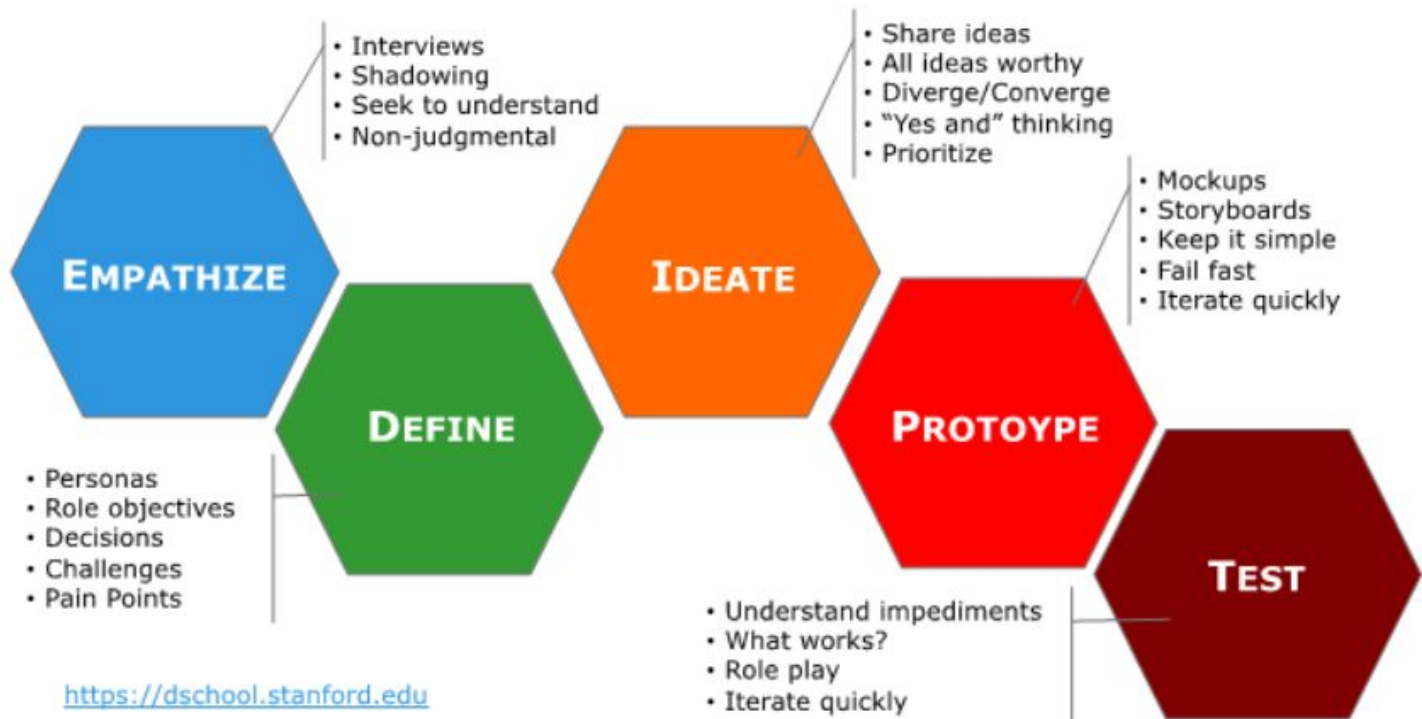 • Interviews
• Shadowing
• Seek to understand
• Non-judgmental
EMPATHIZE
• Personas
• Role objectives
• Decisions
• Challenges
• Pain Points
DEFINE
• Share ideas
• All ideas worthy
• Diverge/Converge
• “Yes and” thinking
• Prioritize
IDEATE
• Mockups
• Storyboards
• Keep it simple
• Fail fast
• Iterate quickly
PROTOYPE
• Understand impediments
• What works?
• Role play
• Iterate quickly
TEST
https://dschool.stanford.edu